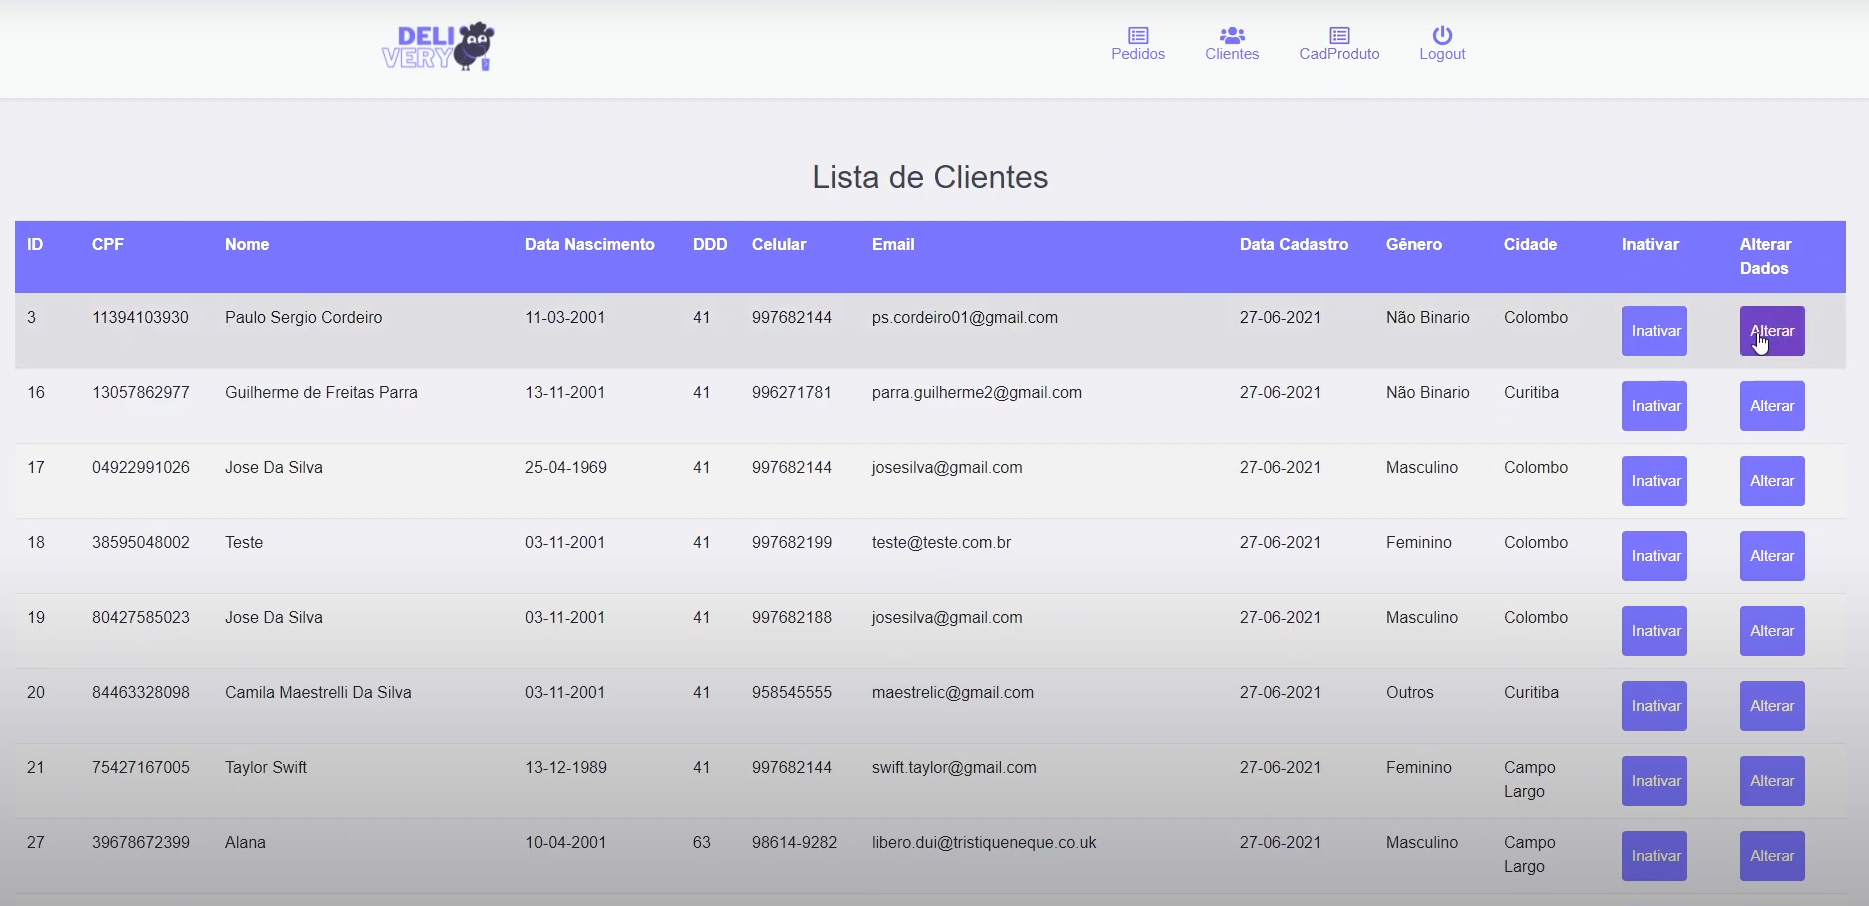 DELI
VERY
Pedidos Clientes CadProduto Logout
Lista de Clientes
ID CPF Nome Data Nascimento DDD Celular Email Data Cadastro Gênero Cidade Inativar Alterar
Dados
3 11394103930 Paulo Sergio Cordeiro 11-03-2001 41 997682144 ps.cordeiro01@gmail.com 27-06-2021 Não Binario Colombo Inativar Alterar
16 13057862977 Guilherme de Freitas Parra 13-11-2001 41 996271781 parra.guilherme2@gmail.com 27-06-2021 Não Binario Curitiba Inativar Alterar
17 04922991026 Jose Da Silva 25-04-1969 41 997682144 josesilva@gmail.com 27-06-2021 Masculino Colombo Inativar Alterar
18 38595048002 Teste 03-11-2001 41 997682199 teste@teste.com.br 27-06-2021 Feminino Colombo Inativar Alterar
19 80427585023 Jose Da Silva 03-11-2001 41 997682188 josesilva@gmail.com 27-06-2021 Masculino Colombo Inativar Alterar
20 84463328098 Camila Maestrelli Da Silva 03-11-2001 41 958545555 maestrelic@gmail.com 27-06-2021 Outros Curitiba Inativar Alterar
21 75427167005 Taylor Swift 13-12-1989 41 997682144 swift.taylor@gmail.com 27-06-2021 Feminino Campo Inativar Alterar
Largo
27 39678672399 Alana 10-04-2001 63 98614-9282 libero.dui@tristiqueneque.co.uk 27-06-2021 Masculino Campo Inativar Alterar
Largo